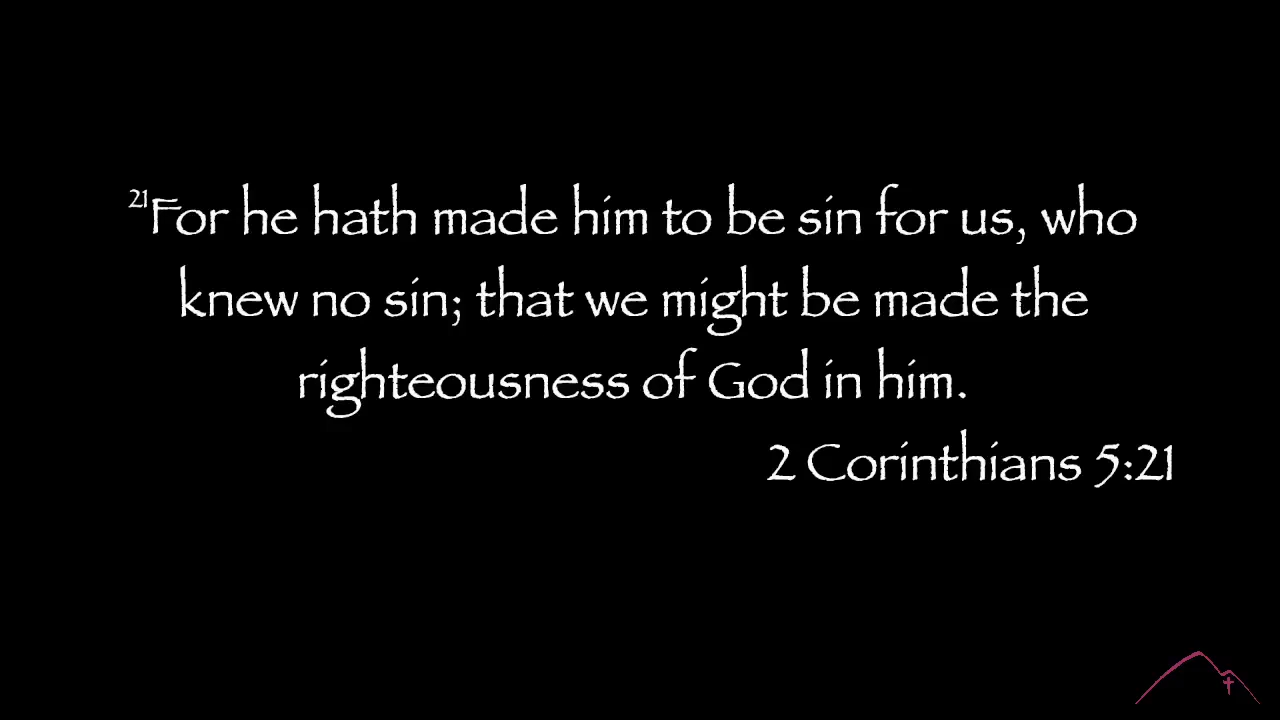 21For he hath made him to be sin for us, who
knew no sin; that we might be made the
righteousness of God in him.
2 Corinthians 5:21